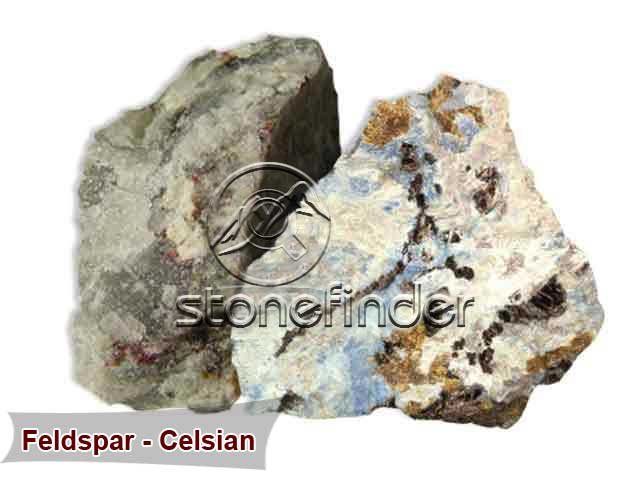 stonefinder
Feldspar - Celsian